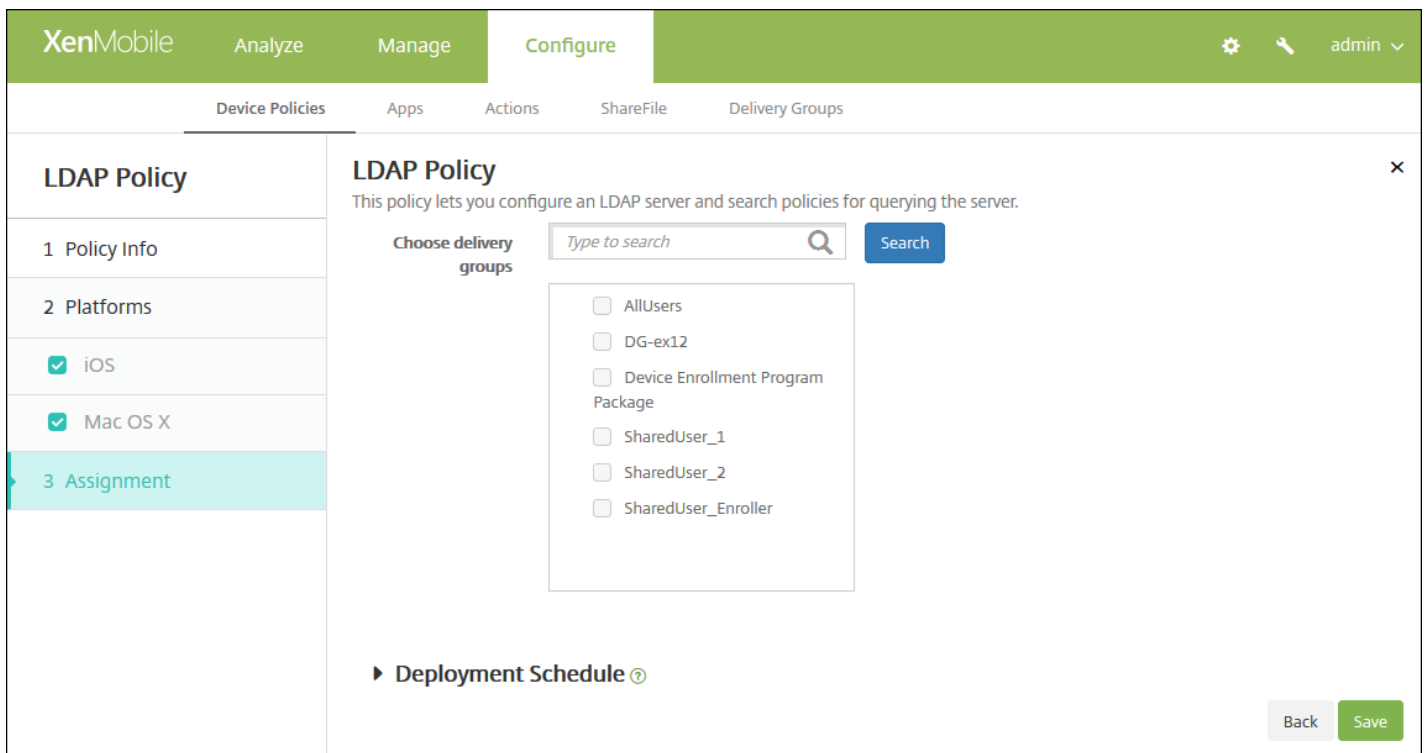 XenMobile Analyze Manage Configure admin
Device Policies Apps Actions ShareFile Delivery Groups
LDAP Policy
1 Policy Info
2 Platforms
iOS
Mac OS X
3 Assignment
LDAP Policy
This policy lets you configure an LDAP server and search policies for querying the server.
Choose delivery
groups
Type to search
Search
AllUsers
DG-ex12
Device Enrollment Program
Package
SharedUser_1
SharedUser_2
SharedUser_Enroller
Deployment Schedule ?
Back Save